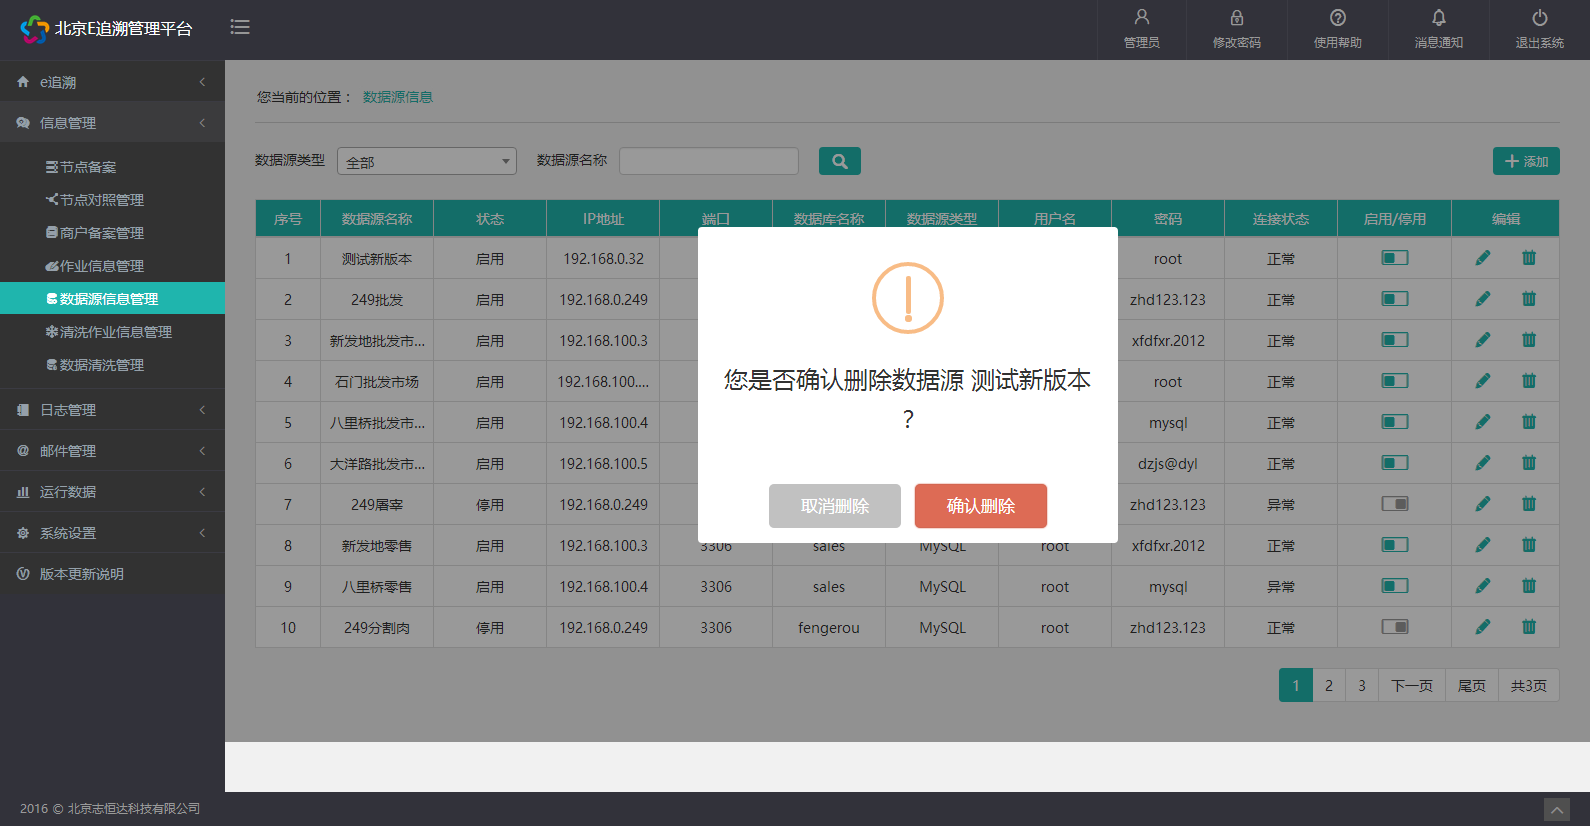 北京E追溯管理平台
管理员 修改密码 使用帮助 消息通知 退出系统
e追溯
信息管理
节点备案
节点对照管理
商户备案管理
作业信息管理
数据源信息管理
清洗作业信息管理
数据清洗管理
日志管理
邮件管理
运行数据
系统设置
版本更新说明
您当前的位置： 数据源信息
数据源类型 全部 数据源名称 添加
序号 数据源名称 状态 IP地址 端口 数据库名称 数据源类型 用户名 密码 连接状态 启用/停用 编辑
1 测试新版本 启用 192.168.0.32 root 正常
2 249批发 启用 192.168.0.249 zhd123.123 正常
3 新发地批发市... 启用 192.168.100.3 xfdfxr.2012 正常
4 石门批发市场 启用 192.168.100.... root 正常
5 八里桥批发市... 启用 192.168.100.4 mysql 正常
6 大洋路批发市... 启用 192.168.100.5 dzjs@dyl 正常
7 249屠宰 停用 192.168.0.249 zhd123.123 异常
8 新发地零售 启用 192.168.100.3 3306 sales MySQL root xfdfxr.2012 正常
9 八里桥零售 启用 192.168.100.4 3306 sales MySQL root mysql 异常
10 249分割肉 停用 192.168.0.249 3306 fengerou MySQL root zhd123.123 正常
您是否确认删除数据源 测试新版本
？
取消删除 确认删除
1 2 3 下一页 尾页 共3页
2016 © 北京志恒达科技有限公司